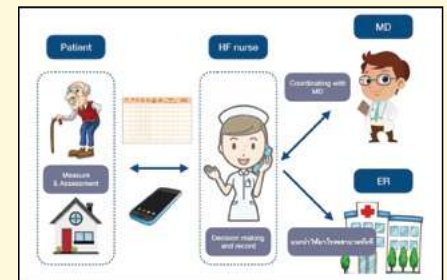 Patient
HF nurse
MD
Coordinating with
MD
Measure
& Assessment
ER
Decision making
and record